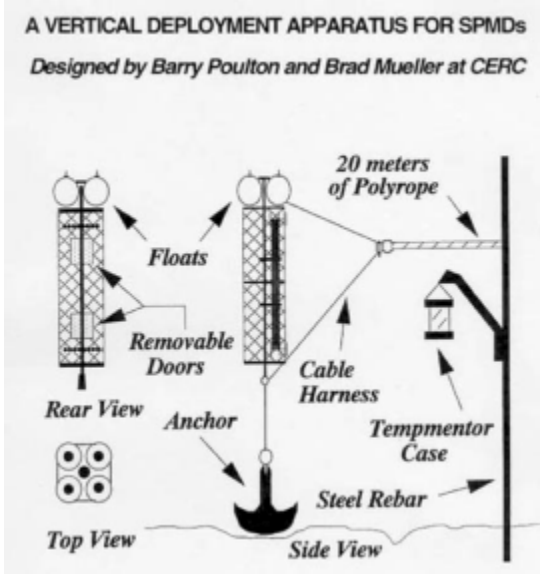 A VERTICAL DEPLOYMENT APPARATUS FOR SPMDs
Designed by Barry Poulton and Brad Mueller at CERC
20 meters
of Polyrope
Floats
Removable
Doors
Cable
Harness
Rear View
Anchor
Tempmentor
Case
Steel Rebar
Top View
Side View